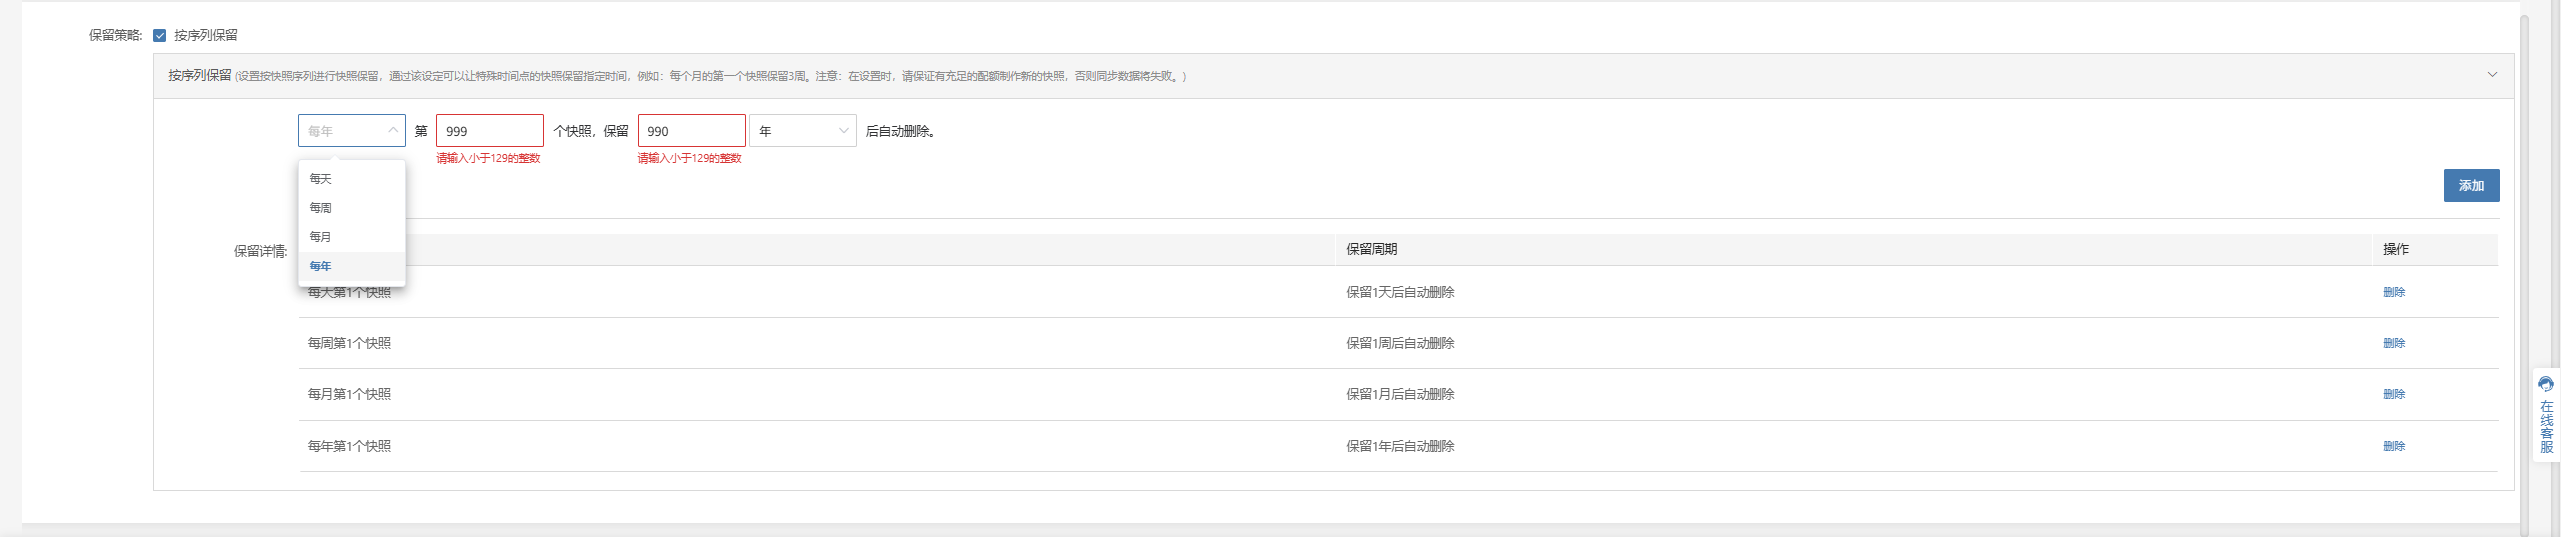 保留策略: 按序列保留
按序列保留 (设置按快照序列进行快照保留，通过该设定可以让特殊时间点的快照保留指定时间，例如：每个月的第一个快照保留3周。注意：在设置时，请保证有充足的配额制作新的快照，否则同步数据将失败。)
每年 第 999 个快照，保留 990 年 后自动删除。
请输入小于129的整数 请输入小于129的整数
每天
每周
每月
每年
添加
保留详情: 保留周期 操作
每天第1个快照 保留1天后自动删除 删除
每周第1个快照 保留1周后自动删除 删除
每月第1个快照 保留1月后自动删除 删除
每年第1个快照 保留1年后自动删除 删除
在线客服